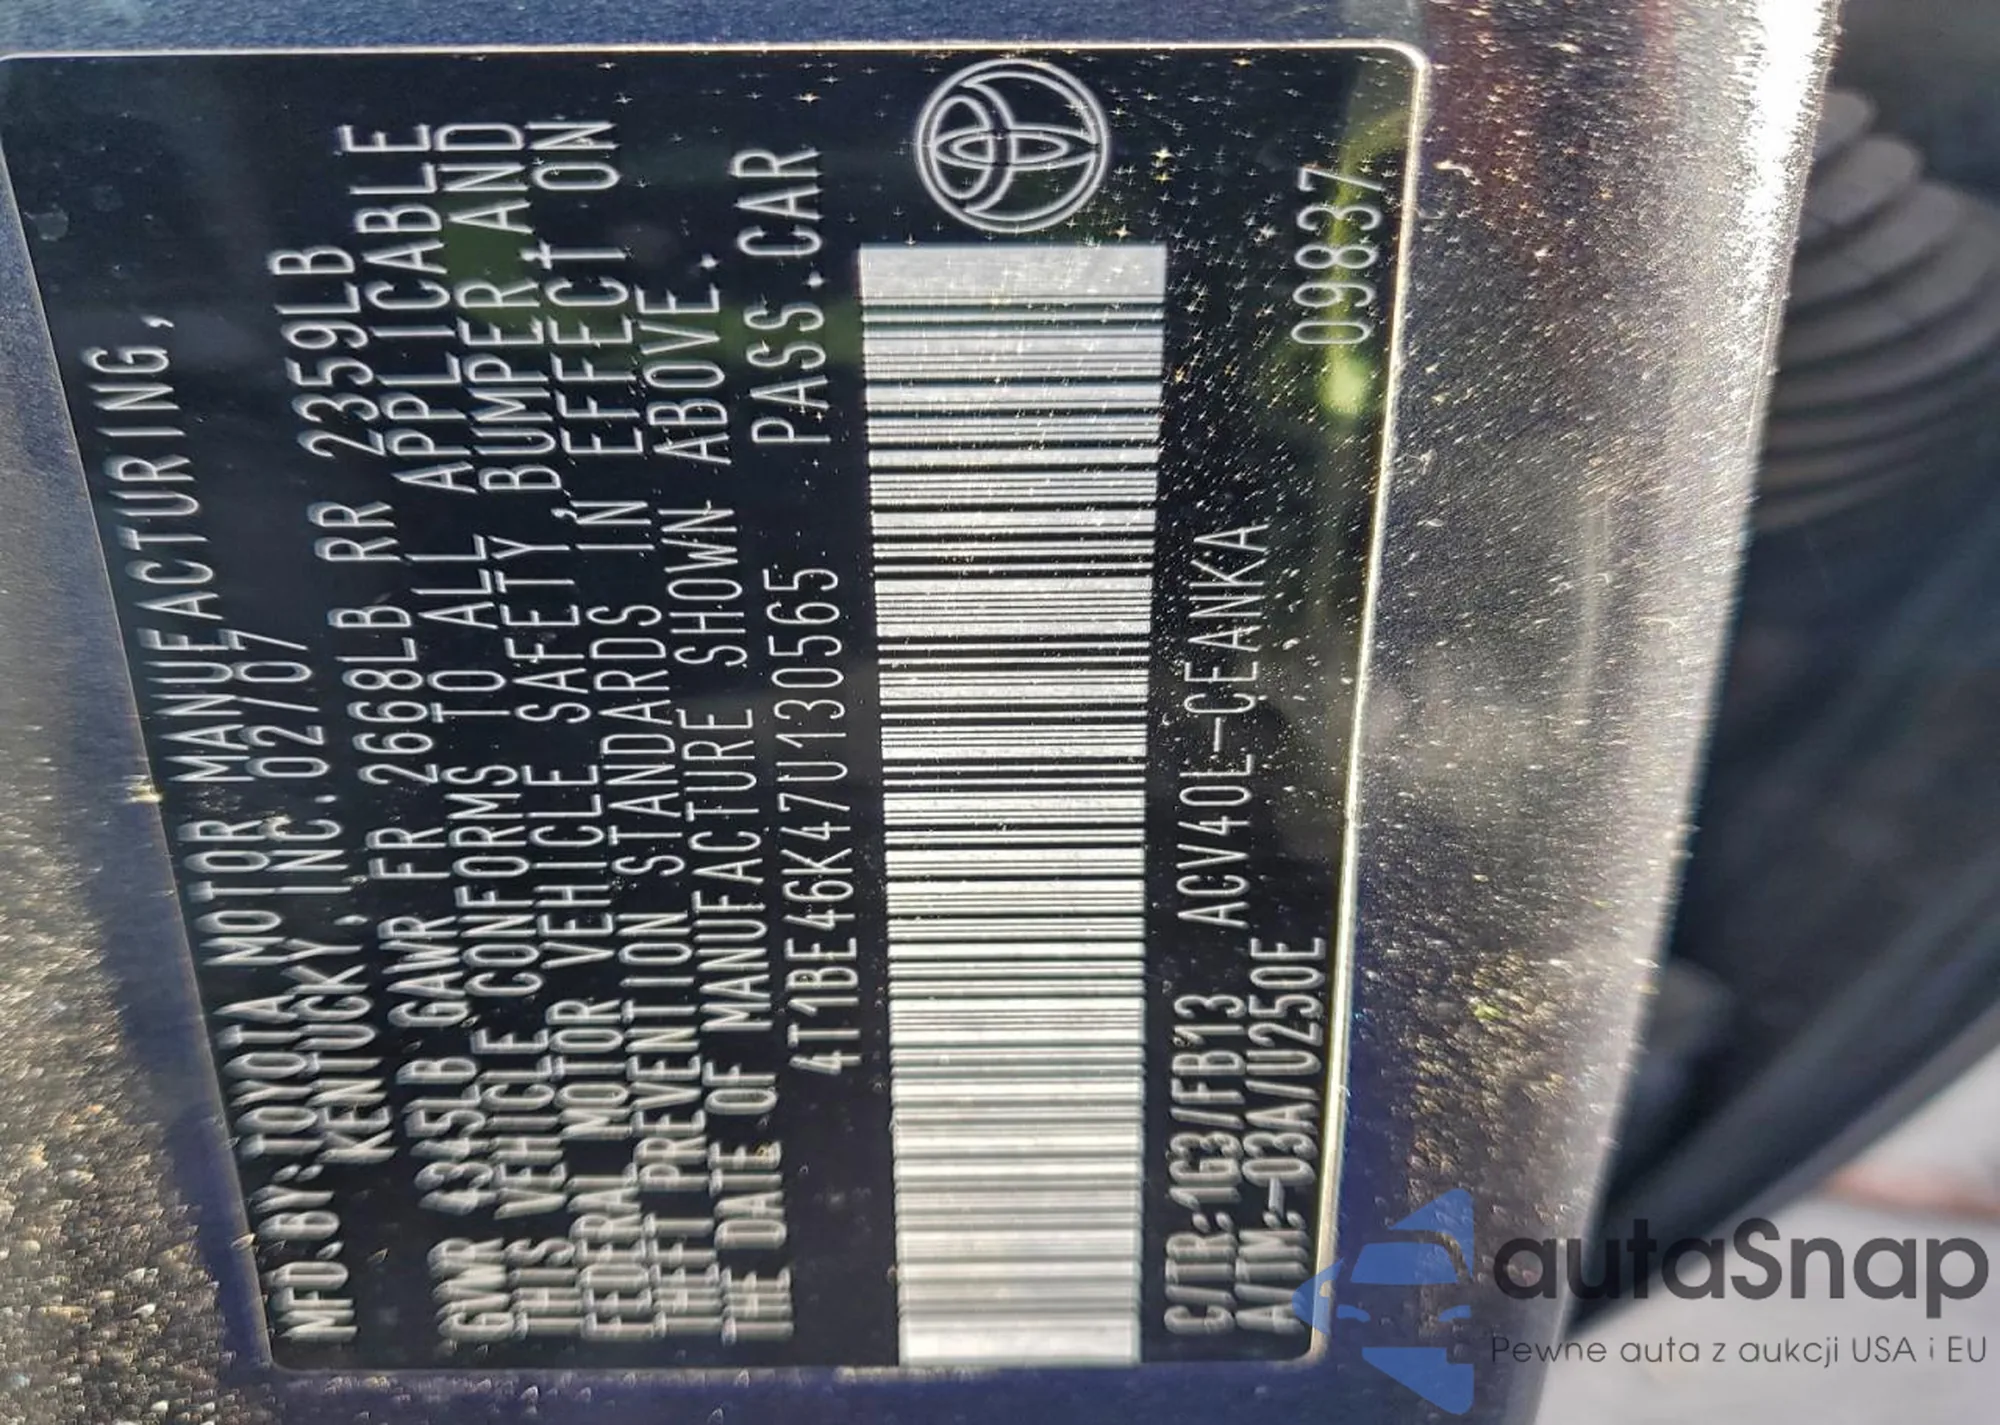 MFD.BY:TOYOTA MOTOR MANUFACTURING,
KENTUCKY, INC.02/07
GVWR 4345LB GAWR FR 2668LB RR 2359LB
THIS VEHICLE CONFORMS TO ALL APPLICABLE
FEDERAL MOTOR VEHICLE SAFETY,BUMPER,AND
THEFT PREVENTION STANDARDS IN EFFECT ON
THE DATE OF MANUFACTURE SHOWN ABOVE.
4T1BE46K47U130565 PASS.CAR
C/TR:1G3/FB13 ACV40L-CEANKA
A/TM:-03A/U250E
09837
autaSnap
Pewne auta z aukcji USA i EU